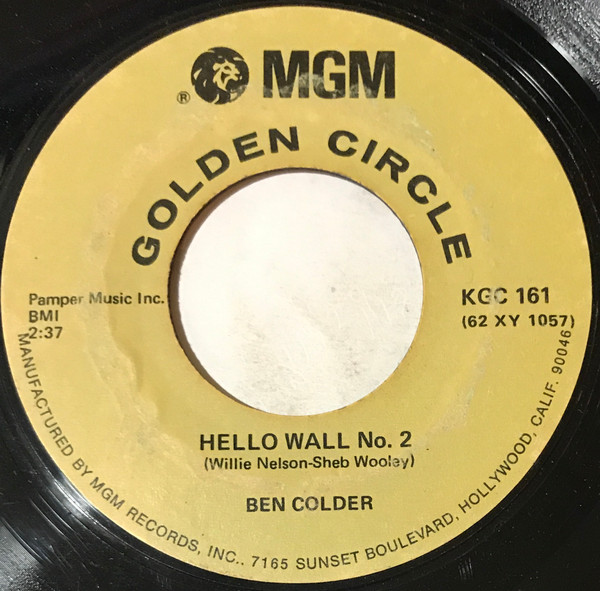 ® MGM
GOLDEN CIRCLE
Pamper Music Inc.
BMI
2:37
KGC 161
(62 XY 1057)
HELLO WALL No. 2
(Willie Nelson-Sheb Wooley)
BEN COLDER
MANUFACTURED BY MGM RECORDS, INC.. 7165 SUNSET BOULEVARD, HOLLYWOOD, CALIF. 90046